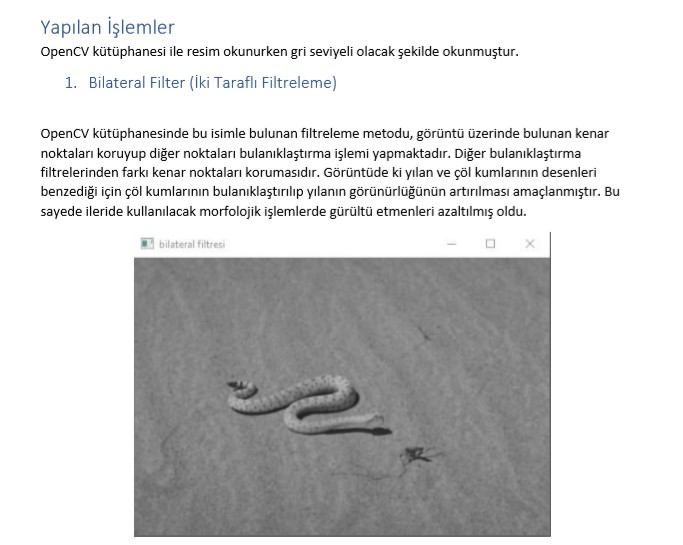 Yapılan İşlemler
OpenCV kütüphanesi ile resim okunurken gri seviyeli olacak şekilde okunmuştur.
1. Bilateral Filter (İki Taraflı Filtreleme)
OpenCV kütüphanesinde bu isimle bulunan filtreleme metodu, görüntü üzerinde bulunan kenar
noktaları koruyup diğer noktaları bulanıklaştırma işlemi yapmaktadır. Diğer bulanıklaştırma
filtrelerinden farkı kenar noktaları korumasıdır. Görüntüde ki yılan ve çöl kumlarının desenleri
benzediği için çöl kumlarının bulanıklaştırılıp yılanın görünürlüğünün artırılması amaçlanmıştır. Bu
sayede ileride kullanılacak morfolojik işlemlerde gürültü etmenleri azaltılmış oldu.
bilateral filtresi